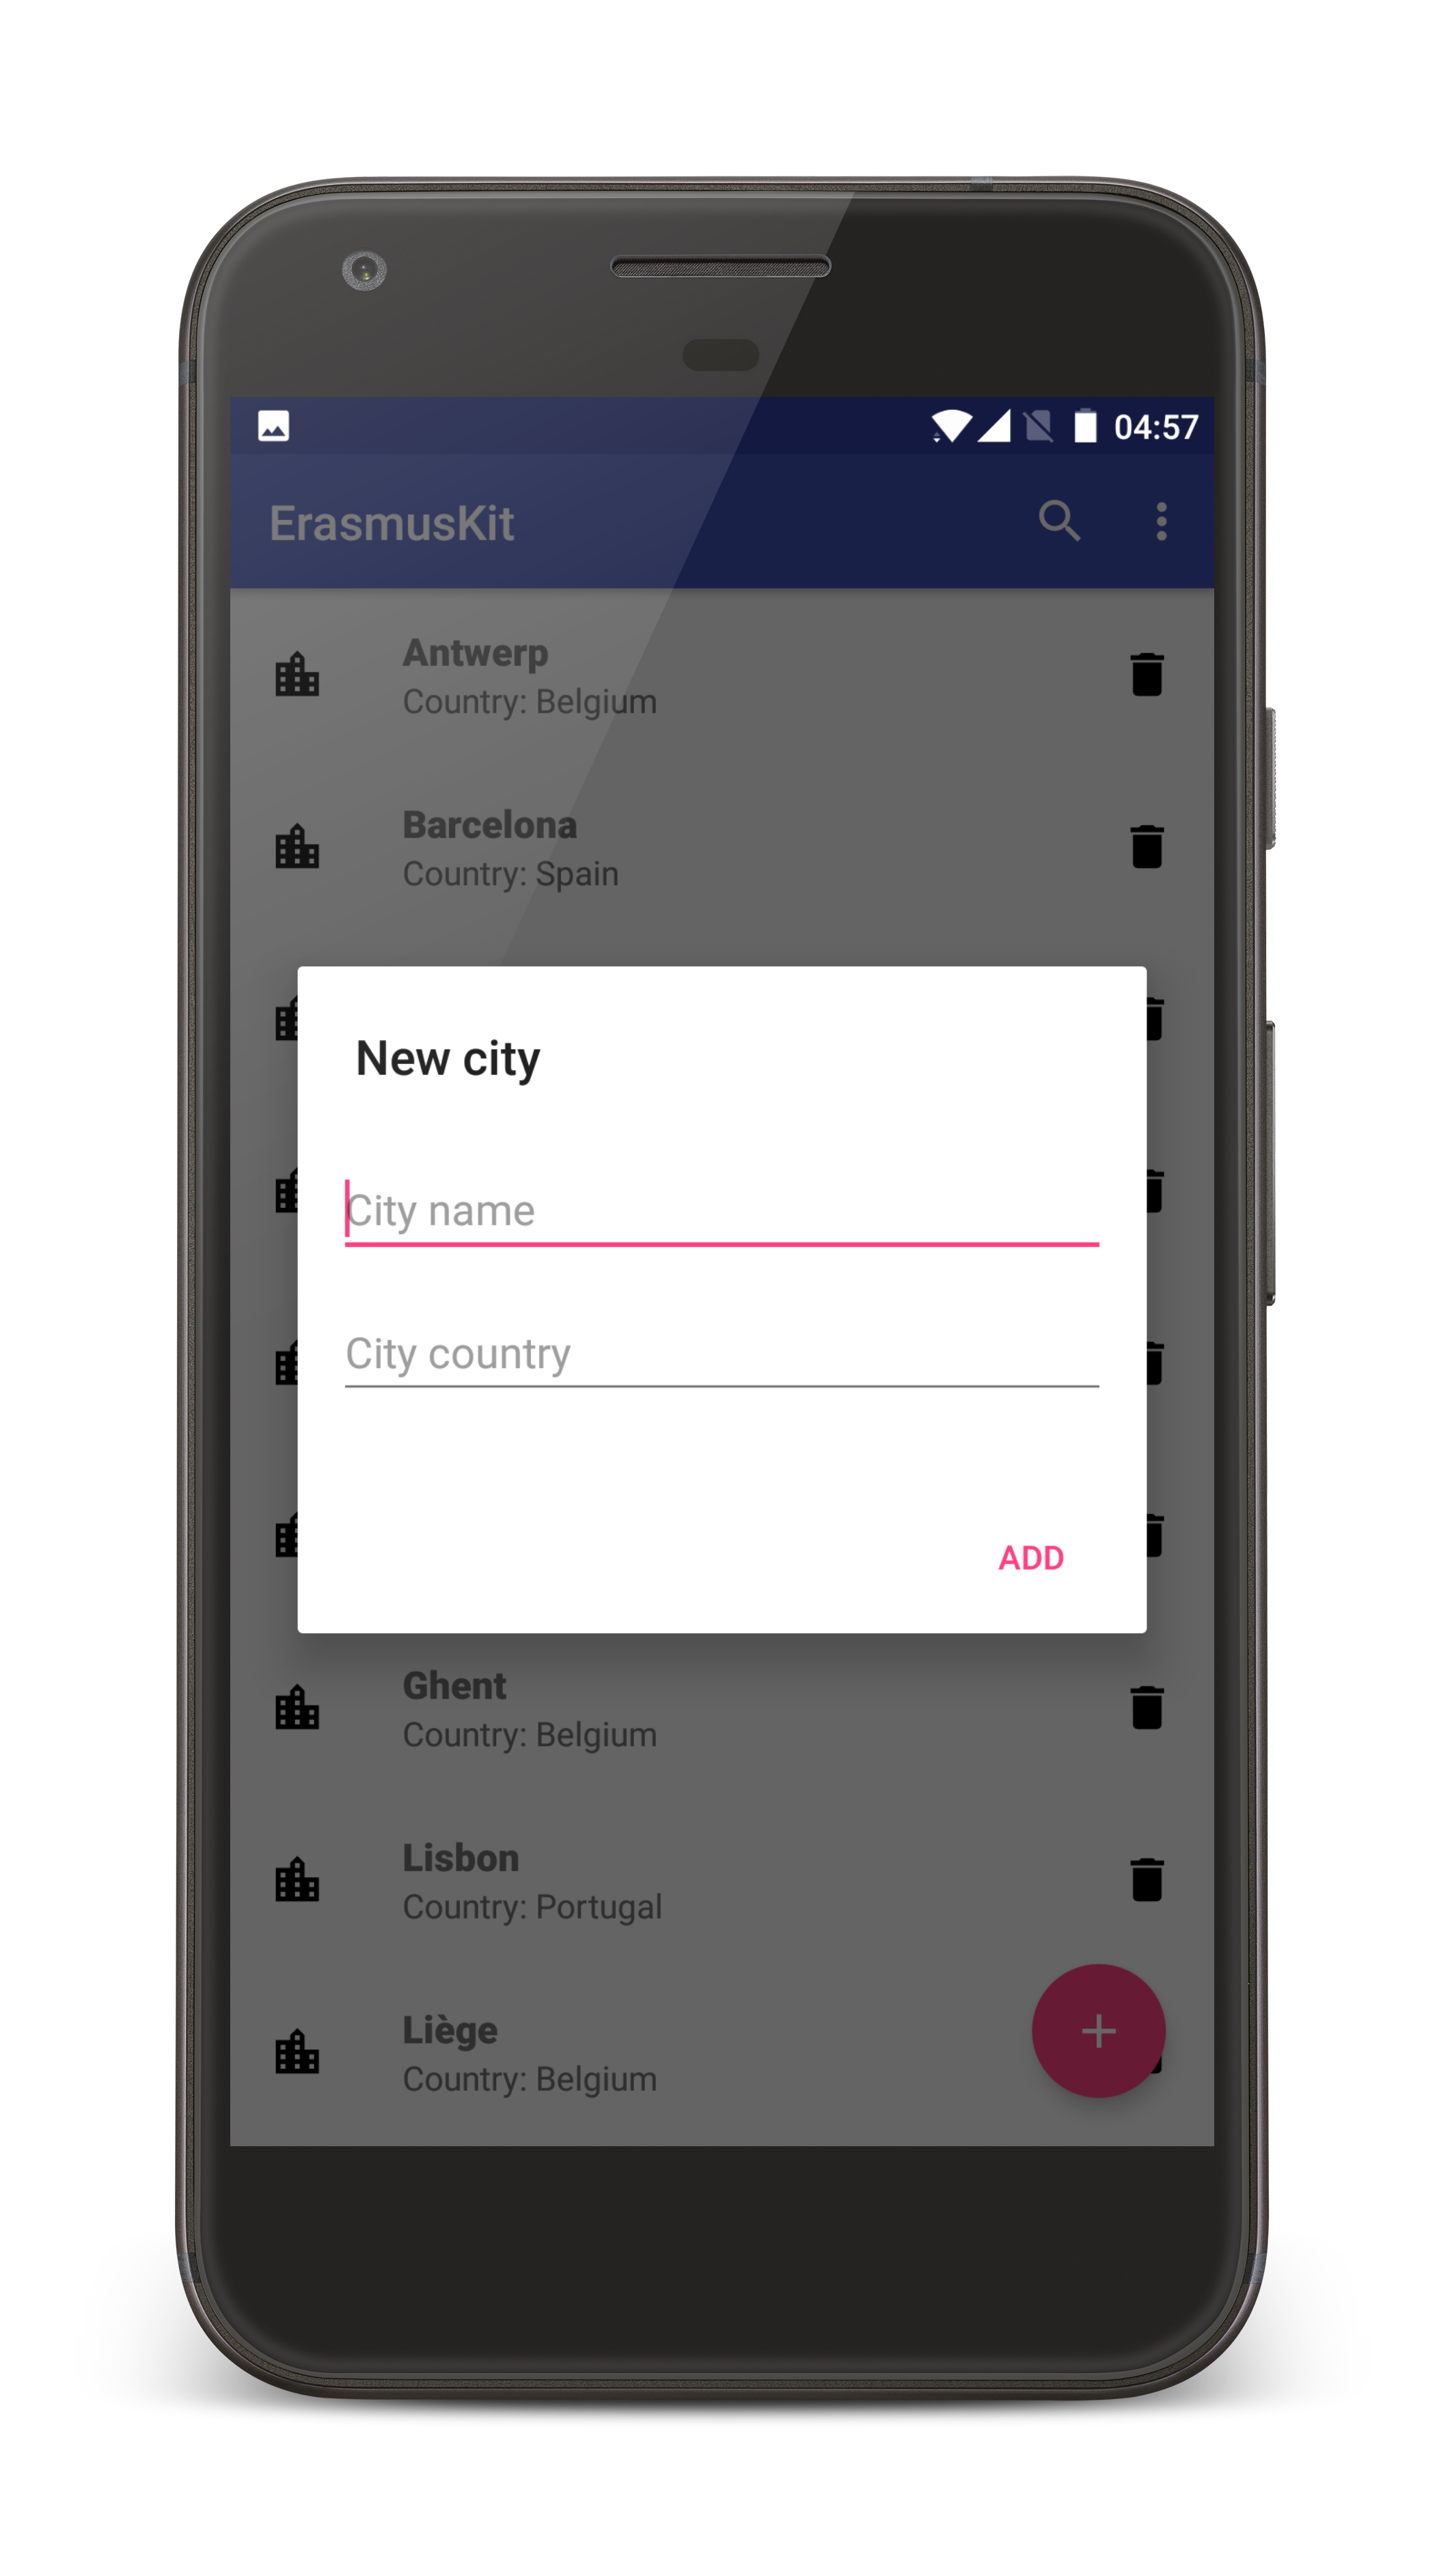 04:57
ErasmusKit
Antwerp
Country: Belgium
Barcelona
Country: Spain
New city
City name
City country
ADD
Ghent
Country: Belgium
Lisbon
Country: Portugal
Liège
Country: Belgium